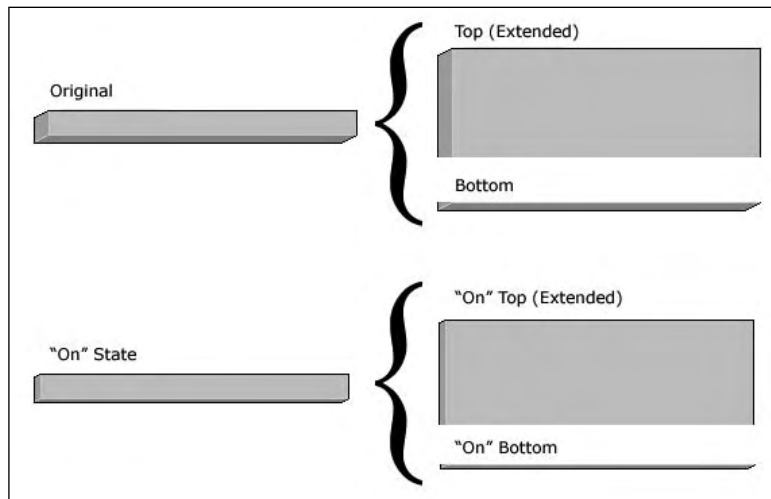 Top (Extended)
Original
Bottom
“On” Top (Extended)
“On” State
“On” Bottom